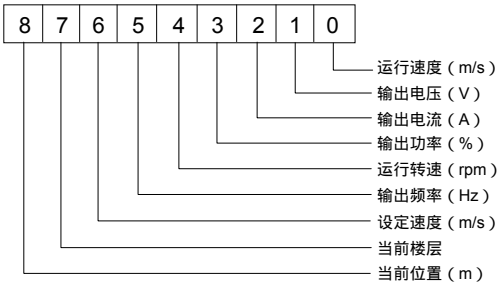 8 7 6 5 4 3 2 1 0
运行速度（m/s）
输出电压（V）
输出电流（A）
输出功率（%）
运行转速（rpm）
输出频率（Hz）
设定速度（m/s）
当前楼层
当前位置（m）